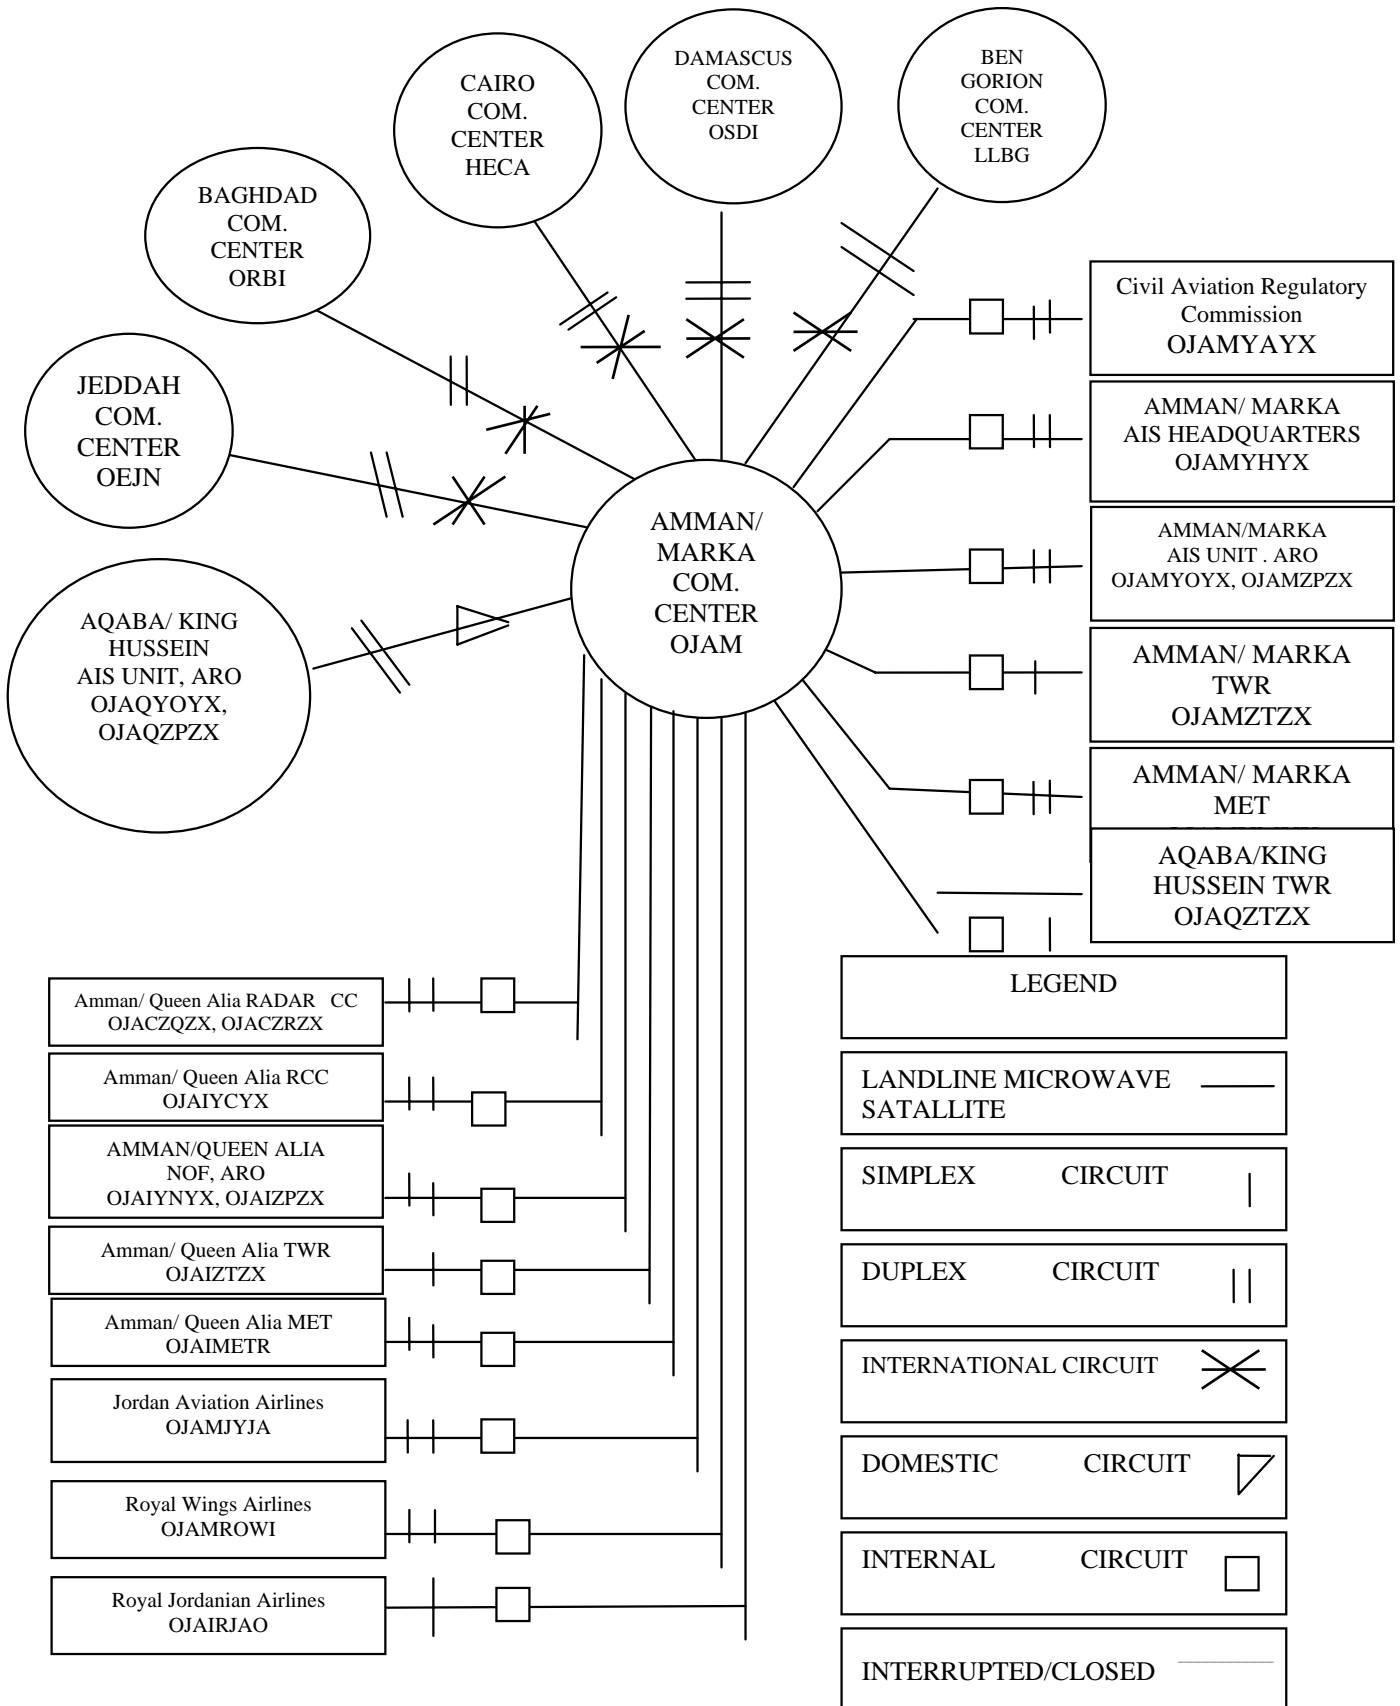 DAMASCUS
COM.
CENTER
OSDI
BEN
GORION
COM.
CENTER
LLBG
CAIRO
COM.
CENTER
HECA
BAGHDAD
COM.
CENTER
ORBI
JEDDAH
COM.
CENTER
OEJN
AQABA/ KING
HUSSEIN
AIS UNIT, ARO
OJAQYOYX,
OJAQZPZX
AMMAN/
MARKA
COM.
CENTER
OJAM
Civil Aviation Regulatory
Commission
OJAMYAYX
AMMAN/ MARKA
AIS HEADQUARTERS
OJAMYHYX
AMMAN/MARKA
AIS UNIT . ARO
OJAMYOYX, OJAMZPZX
AMMAN/ MARKA
TWR
OJAMZTZX
AMMAN/ MARKA
MET
AQABA/KING
HUSSEIN TWR
OJAQZTZX
Amman/ Queen Alia RADAR CC
OJACZQZX, OJACZRZX
Amman/ Queen Alia RCC
OJAIYCYX
AMMAN/QUEEN ALIA
NOF, ARO
OJAIYNYX, OJAIZPZX
Amman/ Queen Alia TWR
OJAIZTZX
Amman/ Queen Alia MET
OJAIMETR
Jordan Aviation Airlines
OJAMJYJA
Royal Wings Airlines
OJAMROWI
Royal Jordanian Airlines
OJAIRJAO
LEGEND
LANDLINE MICROWAVE
SATALLITE
SIMPLEX CIRCUIT
DUPLEX CIRCUIT
INTERNATIONAL CIRCUIT
DOMESTIC CIRCUIT
INTERNAL CIRCUIT
INTERRUPTED/CLOSED